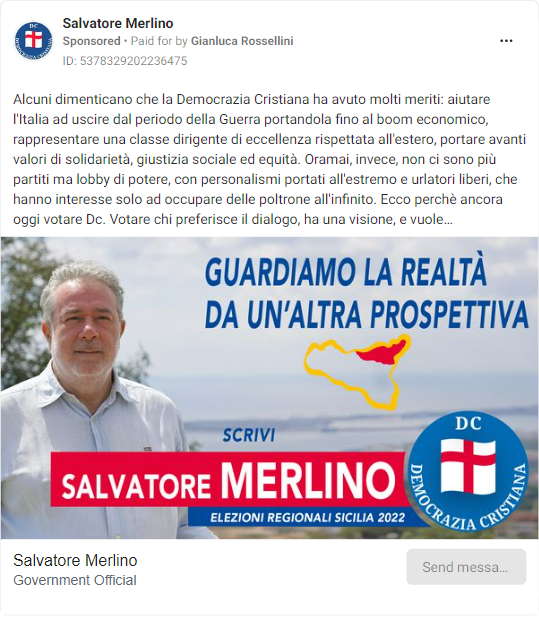 Salvatore Merlino
Sponsored • Paid for by Gianluca Rossellini
ID: 5378329202236475
Alcuni dimenticano che la Democrazia Cristiana ha avuto molti meriti: aiutare
l'Italia ad uscire dal periodo della Guerra portandola fino al boom economico,
rappresentare una classe dirigente di eccellenza rispettata all'estero, portare avanti
valori di solidarietà, giustizia sociale ed equità. Oramai, invece, non ci sono più
partiti ma lobby di potere, con personalismi portati all'estremo e urlatori liberi, che
hanno interesse solo ad occupare delle poltrone all'infinito. Ecco perchè ancora
oggi votare Dc. Votare chi preferisce il dialogo, ha una visione, e vuole…
GUARDIAMO LA REALTÀ
DA UN'ALTRA PROSPETTIVA
SCRIVI
SALVATORE MERLINO
ELEZIONI REGIONALI SICILIA 2022
DC
DEMOCRAZIA CRISTIANA
Salvatore Merlino
Government Official
Send messa...